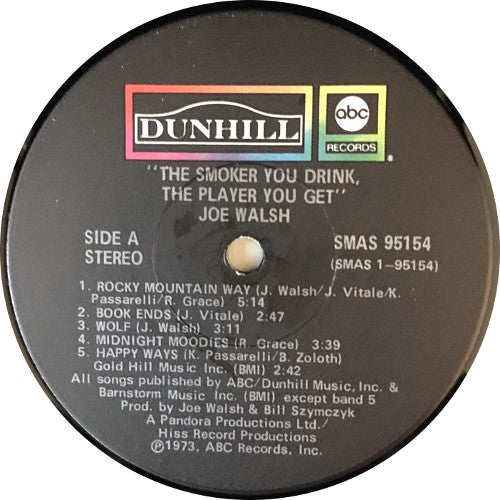 DUNHILL
abc
RECORDS
®
"THE SMOKER YOU DRINK,
THE PLAYER YOU GET"
JOE WALSH
SIDE A
STEREO
SMAS 95154
(SMAS 1-95154)
1. ROCKY MOUNTAIN WAY (J. Walsh/J. Vitale/K.
Passarelli/R. Grace) 5:14
2. BOOK ENDS (J. Vitale) 2:47
3. WOLF (J. Walsh) 3:11
4. MIDNIGHT MOODIES (R. Grace) 3:39
5. HAPPY WAYS (K. Passarelli/B. Zoloth)
Gold Hill Music Inc. (BMI) 2:42
All songs published by ABC/Dunhill Music, Inc. &
Barnstorm Music Inc. (BMI) except band 5
Prod. by Joe Walsh & Bill Szymczyk
A Pandora Productions Ltd./
Hiss Record Productions
Ⓟ1973, ABC Records, Inc.